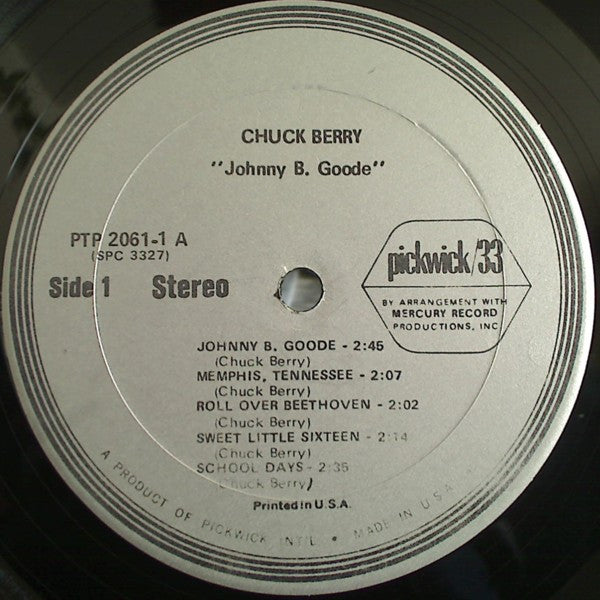 CHUCK BERRY
"Johnny B. Goode"
PTP 2061-1 A
(SPC 3327)
Side 1 Stereo
pickwick/33
BY ARRANGEMENT WITH
MERCURY RECORD
PRODUCTIONS, INC
JOHNNY B. GOODE - 2:45
(Chuck Berry)
MEMPHIS, TENNESSEE - 2:07
(Chuck Berry)
ROLL OVER BEETHOVEN - 2:02
(Chuck Berry)
SWEET LITTLE SIXTEEN - 2:14
(Chuck Berry)
SCHOOL DAYS - 2:35
(Chuck Berry)
Printed in U.S.A.
A PRODUCT OF PICKWICK INT'L • MADE IN U.S.A.